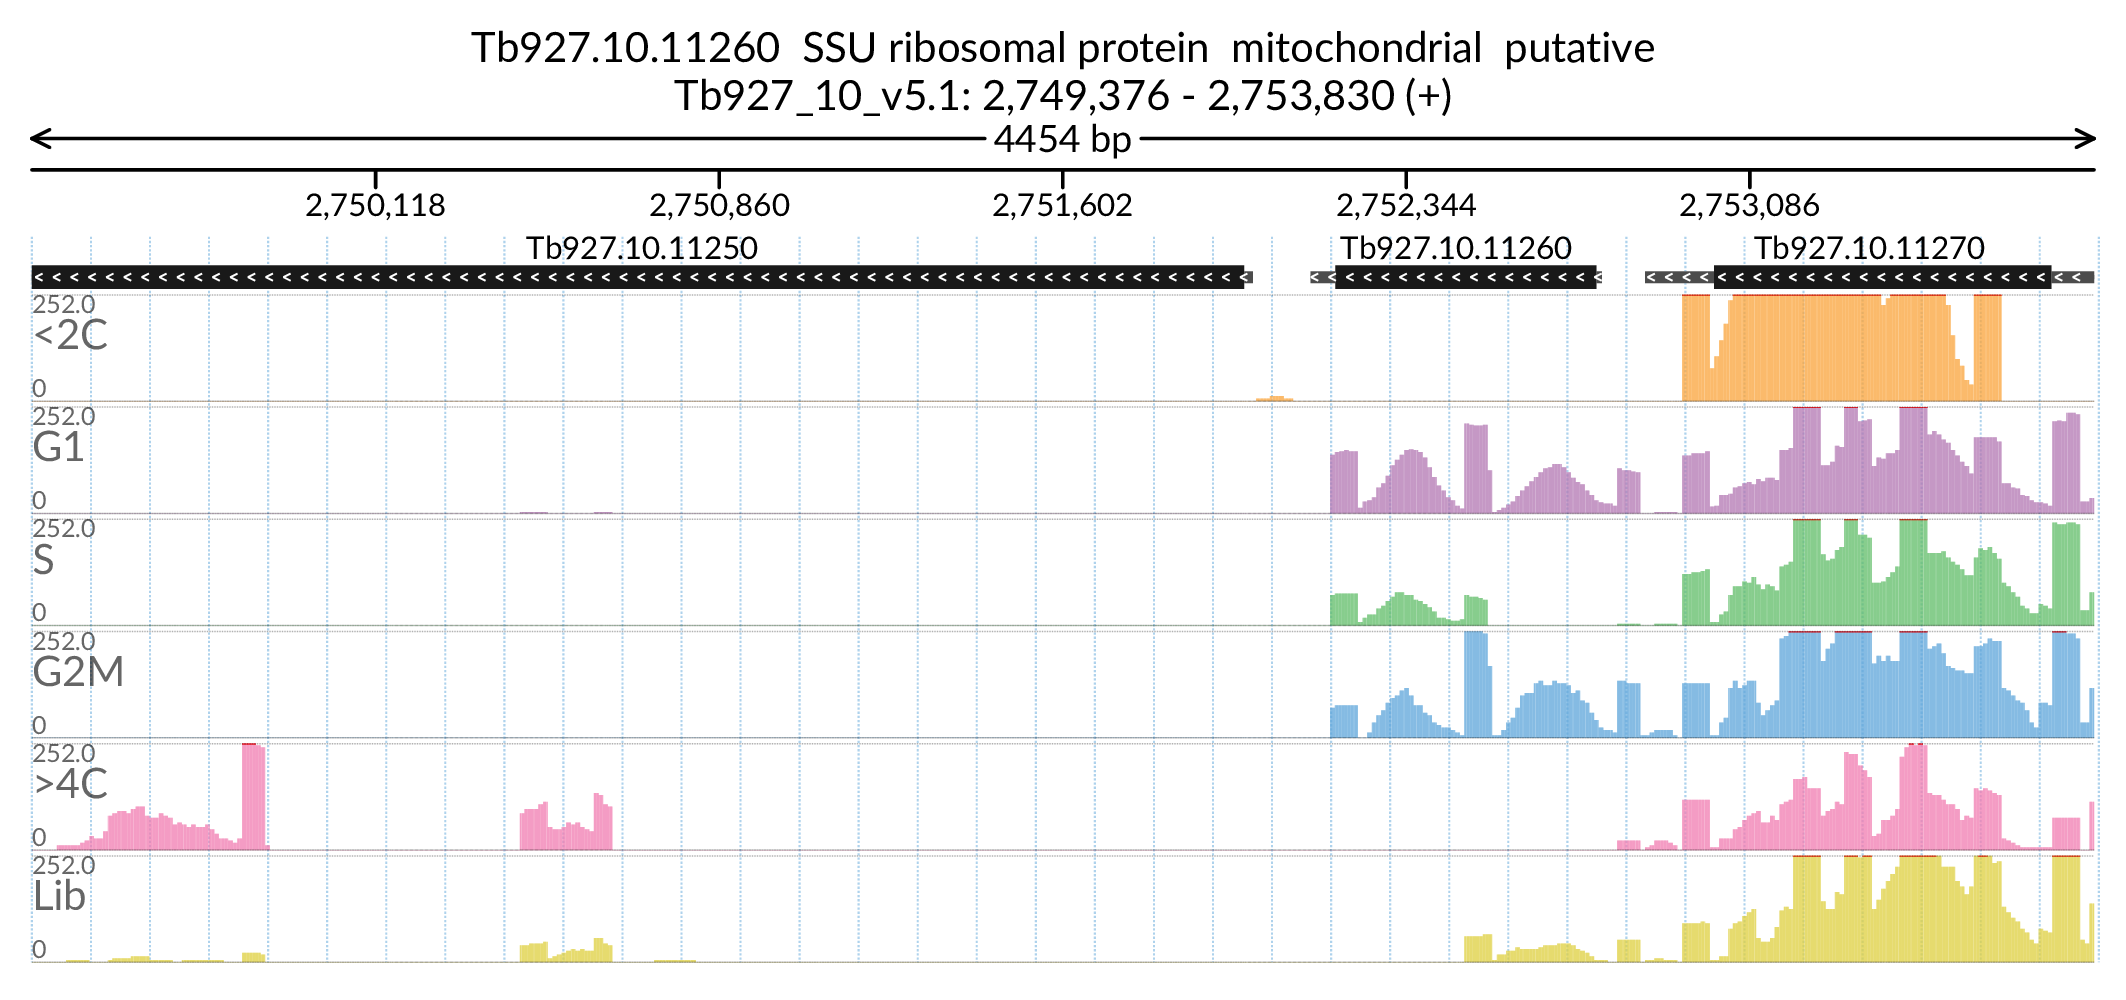 Tb927.10.11260 SSU ribosomal protein mitochondrial putative
Tb927_10_v5.1: 2,749,376 - 2,753,830 (+)
4454 bp
2,750,118 2,750,860 2,751,602 2,752,344 2,753,086
Tb927.10.11250 Tb927.10.11260 Tb927.10.11270
252.0
<2C
0
252.0
G1
0
252.0
S
0
252.0
G2M
0
252.0
>4C
0
252.0
Lib
0